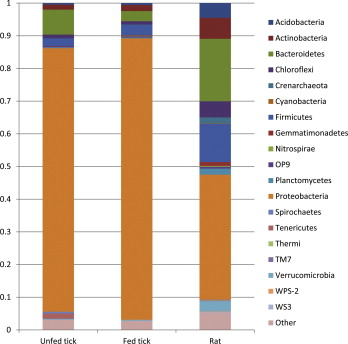 1
0.9
0.8
0.7
0.6
0.5
0.4
0.3
0.2
0.1
0
Unfed tick
Fed tick
Rat
Acidobacteria
Actinobacteria
Bacteroidetes
Chloroflexi
Crenarchaeota
Cyanobacteria
Firmicutes
Gemmatimonadetes
Nitrospirae
OP9
Planctomycetes
Proteobacteria
Spirochaetes
Tenericutes
Thermi
TM7
Verrucomicrobia
WPS-2
WS3
Other